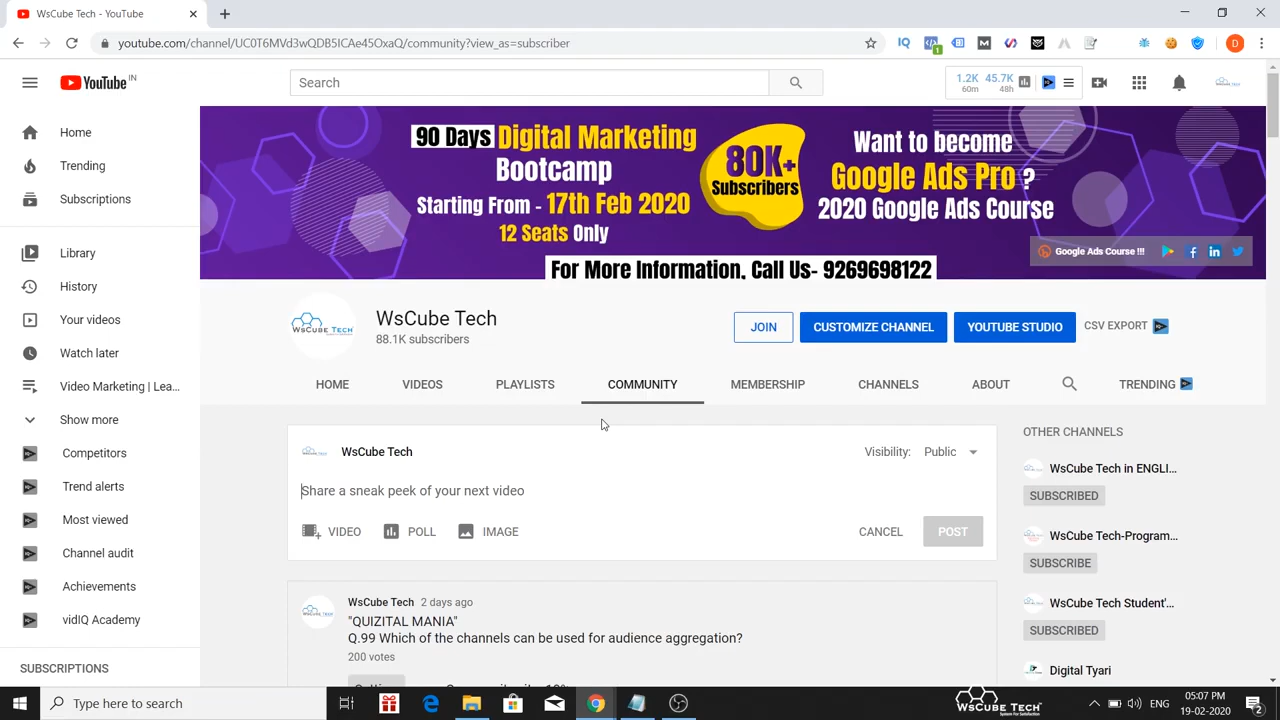 WsCube Tech - YouTube
youtube.com/channel/UC0T6MVd3wQDB5ICAe45OxaQ/community?view_as=subscriber
YouTube IN
Search
1.2K 45.7K
60m 48h
Home
Trending
Subscriptions
Library
History
Your videos
Watch later
Video Marketing | Lea...
Show more
Competitors
Trend alerts
Most viewed
Channel audit
Achievements
vidIQ Academy
SUBSCRIPTIONS
90 Days Digital Marketing
Bootcamp
Starting From - 17th Feb 2020
12 Seats Only
80K+
Subscribers
Want to become
Google Ads Pro ?
2020 Google Ads Course
For More Information, Call Us- 9269698122
Google Ads Course !!!
WsCube Tech
88.1K subscribers
JOIN
CUSTOMIZE CHANNEL
YOUTUBE STUDIO
CSV EXPORT
HOME
VIDEOS
PLAYLISTS
COMMUNITY
MEMBERSHIP
CHANNELS
ABOUT
TRENDING
WsCube Tech
Visibility: Public
Share a sneak peek of your next video
VIDEO
POLL
IMAGE
CANCEL
POST
WsCube Tech 2 days ago
"QUIZITAL MANIA"
Q.99 Which of the channels can be used for audience aggregation?
200 votes
OTHER CHANNELS
WsCube Tech in ENGLI...
SUBSCRIBED
WsCube Tech-Program...
SUBSCRIBE
WsCube Tech Student'...
SUBSCRIBED
Digital Tyari
Type here to search
WSCUBE TECH
System For Satisfaction
ENG
05:07 PM
19-02-2020
2